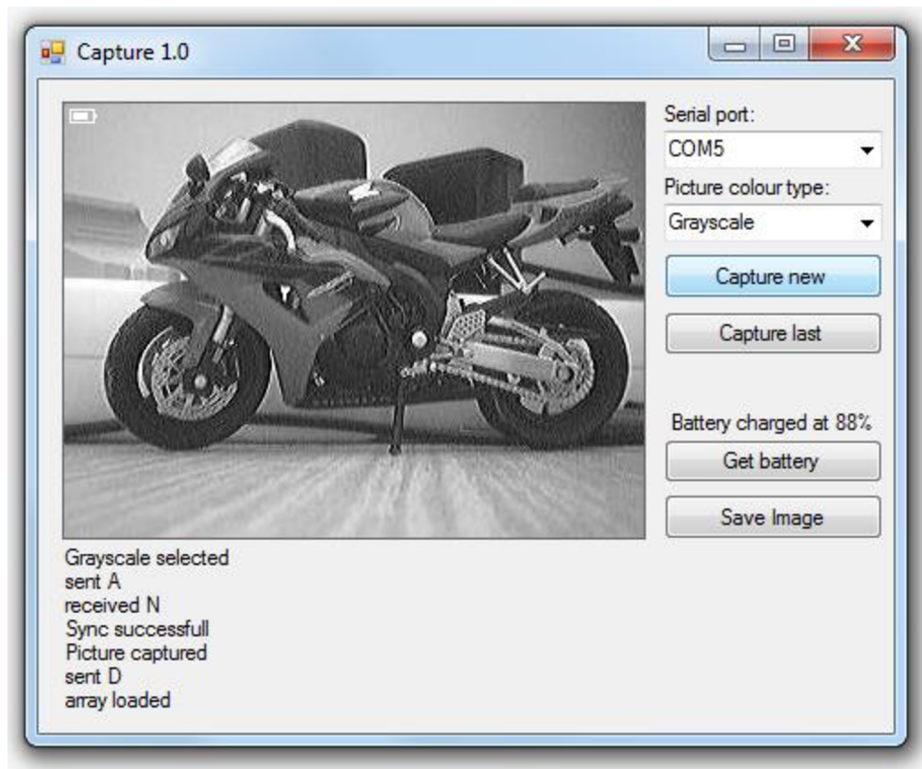 Capture 1.0
Serial port:
COM5
Picture colour type:
Grayscale
Capture new
Capture last
Battery charged at 88%
Get battery
Save Image
Grayscale selected
sent A
received N
Sync successfull
Picture captured
sent D
array loaded